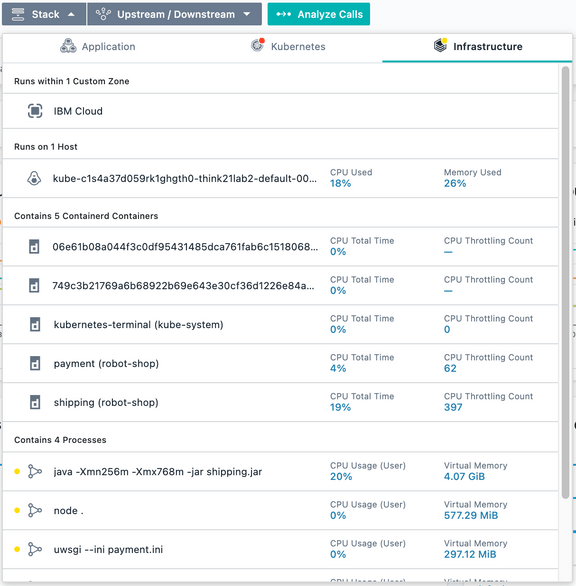 Stack
Upstream / Downstream
Analyze Calls
Application
Kubernetes
Infrastructure
Runs within 1 Custom Zone
IBM Cloud
Runs on 1 Host
kube-c1s4a37d059rk1ghgth0-think21lab2-default-00...
CPU Used
18%
Memory Used
26%
Contains 5 Containerd Containers
06e61b08a044f3c0df95431485dca761fab6c1518068...
CPU Total Time
0%
CPU Throttling Count
—
749c3b21769a6b68922b69e643e30cf36d1226e84a...
CPU Total Time
0%
CPU Throttling Count
—
kubernetes-terminal (kube-system)
CPU Total Time
0%
CPU Throttling Count
0
payment (robot-shop)
CPU Total Time
4%
CPU Throttling Count
62
shipping (robot-shop)
CPU Total Time
19%
CPU Throttling Count
397
Contains 4 Processes
java -Xmn256m -Xmx768m -jar shipping.jar
CPU Usage (User)
20%
Virtual Memory
4.07 GiB
node .
CPU Usage (User)
0%
Virtual Memory
577.29 MiB
uwsgi --ini payment.ini
CPU Usage (User)
0%
Virtual Memory
297.12 MiB
CPU Usage (User)
Virtual Memory